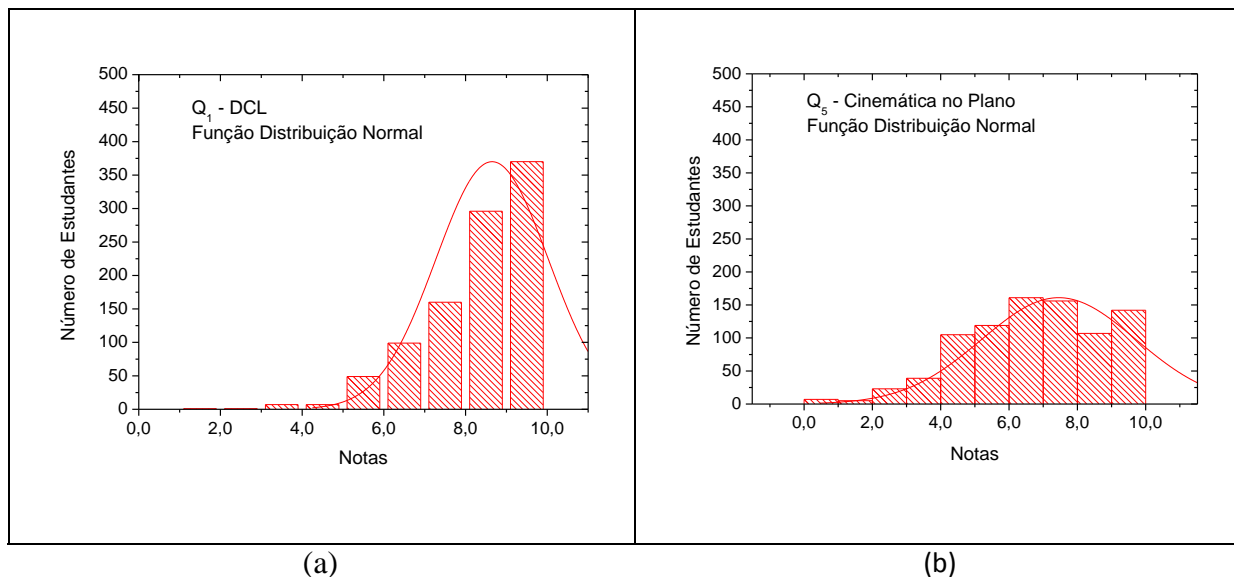 500
450
400
350
300
250
200
150
100
50
0
Número de Estudantes
Q1 - DCL
Função Distribuição Normal
0,0 2,0 4,0 6,0 8,0 10,0
Notas
(a)
500
450
400
350
300
250
200
150
100
50
0
Número de Estudantes
Q5 - Cinemática no Plano
Função Distribuição Normal
0,0 2,0 4,0 6,0 8,0 10,0
Notas
(b)